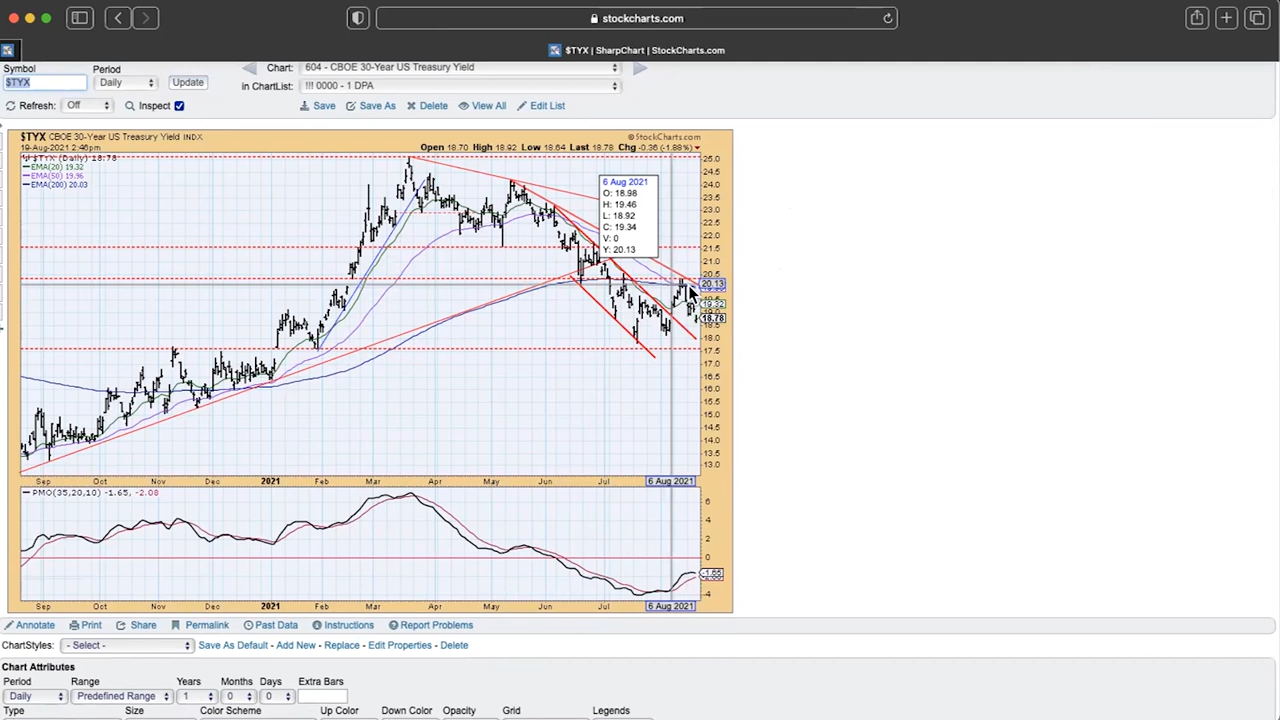 stockcharts.com
$TYX | SharpChart | StockCharts.com
Symbol
Period
Chart:
604 - CBOE 30-Year US Treasury Yield
$TYX
Daily
Update
in ChartList:
!!! 0000 - 1 DPA
Refresh:
Off
Inspect
Save
Save As
Delete
View All
Edit List
$TYX CBOE 30-Year US Treasury Yield INDX
© StockCharts.com
19-Aug-2021 2:46pm
Open 18.70 High 18.92 Low 18.64 Last 18.78 Chg -0.36 (-1.88%)
$TYX (Daily) 18.78
EMA(20) 19.32
EMA(50) 19.96
EMA(200) 20.03
6 Aug 2021
O: 18.98
H: 19.46
L: 18.92
C: 19.34
V: 0
Y: 20.13
25.0
24.5
24.0
23.5
23.0
22.5
22.0
21.5
21.0
20.5
20.13
19.32
18.78
18.5
17.5
17.0
16.5
16.0
15.5
15.0
14.5
14.0
13.5
13.0
Sep Oct Nov Dec 2021 Feb Mar Apr May Jun Jul 6 Aug 2021
PMO(35,20,10) -1.65, -2.08
6
4
2
0
-1.65
-4
Sep Oct Nov Dec 2021 Feb Mar Apr May Jun Jul 6 Aug 2021
Annotate
Print
Share
Permalink
Past Data
Instructions
Report Problems
ChartStyles:
- Select -
Save As Default - Add New - Replace - Edit Properties - Delete
Chart Attributes
Period
Range
Years
Months
Days
Extra Bars
Daily
Predefined Range
1
0
0
Type
Size
Color Scheme
Up Color
Down Color
Opacity
Grid
Legends